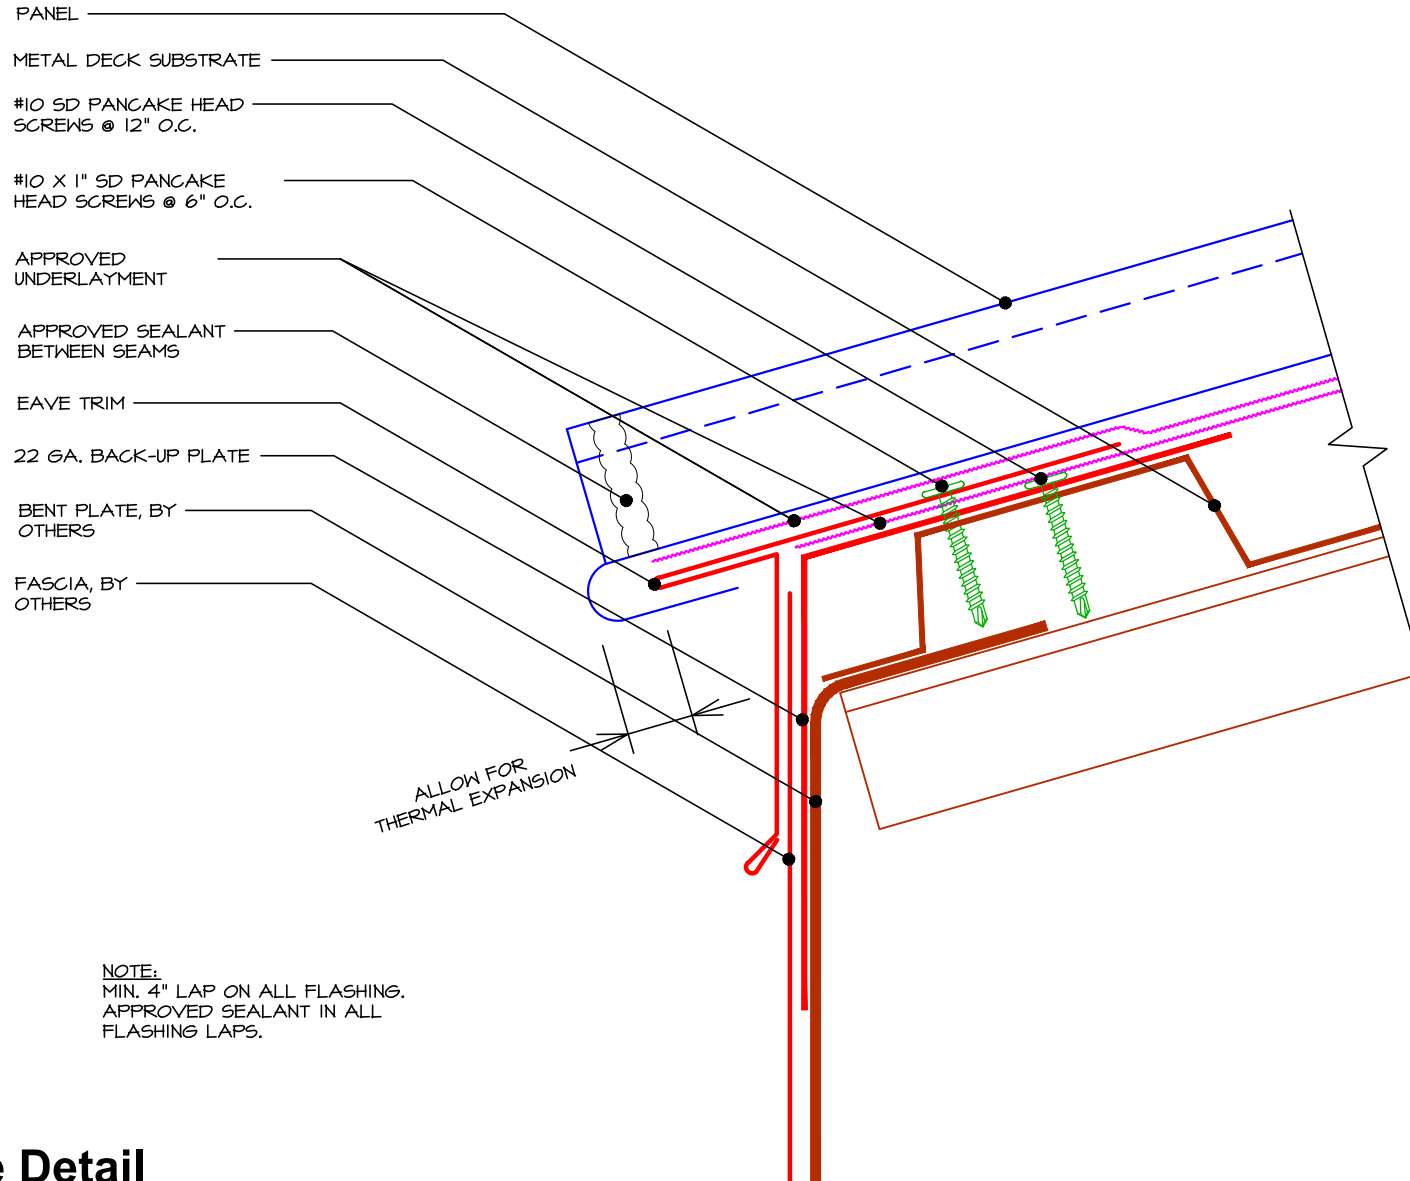 PANEL
METAL DECK SUBSTRATE
#10 SD PANCAKE HEAD
SCREWS @ 12" O.C.
#10 X 1" SD PANCAKE
HEAD SCREWS @ 6" O.C.
APPROVED
UNDERLAYMENT
APPROVED SEALANT
BETWEEN SEAMS
EAVE TRIM
22 GA. BACK-UP PLATE
BENT PLATE, BY
OTHERS
FASCIA, BY
OTHERS
ALLOW FOR
THERMAL EXPANSION
NOTE:
MIN. 4" LAP ON ALL FLASHING.
APPROVED SEALANT IN ALL
FLASHING LAPS.
Detail